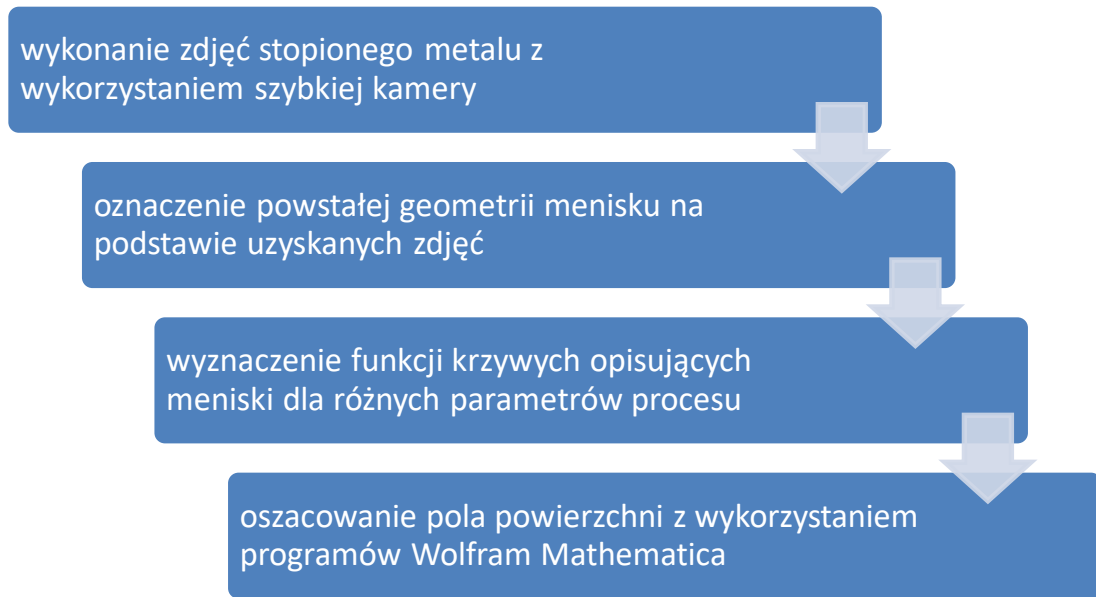 wykonanie zdjęć stopionego metalu z
wykorzystaniem szybkiej kamery
oznaczenie powstałej geometrii menisku na
podstawie uzyskanych zdjęć
wyznaczenie funkcji krzywych opisujących
meniski dla różnych parametrów procesu
oszacowanie pola powierzchni z wykorzystaniem
programów Wolfram Mathematica